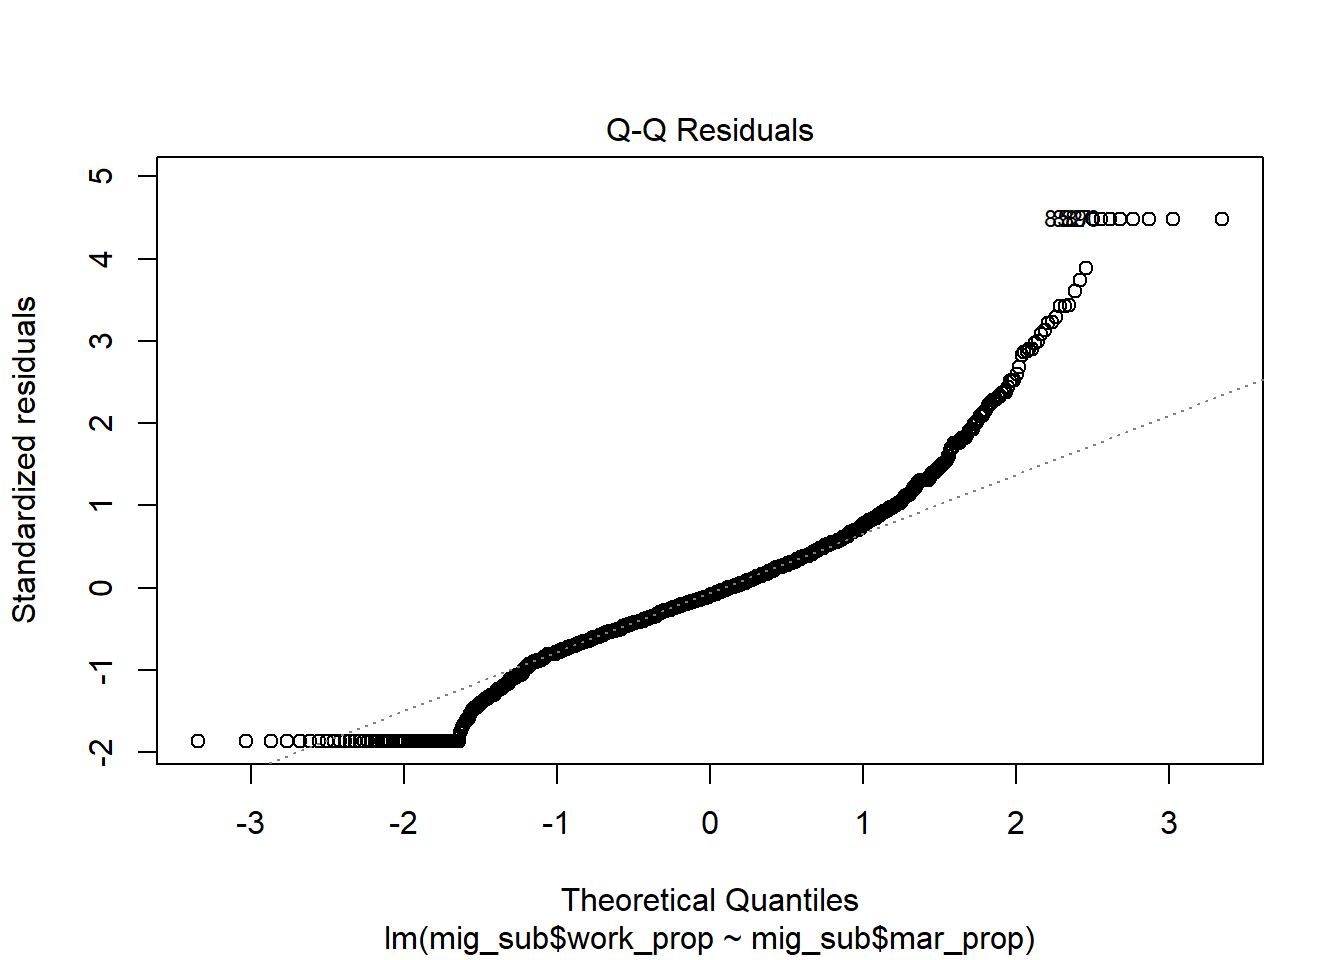 Q-Q Residuals
Standardized residuals
5
4
3
2
1
0
-1
-2
-3 -2 -1 0 1 2 3
Theoretical Quantiles
lm(mig_sub$work_prop ~ mig_sub$mar_prop)